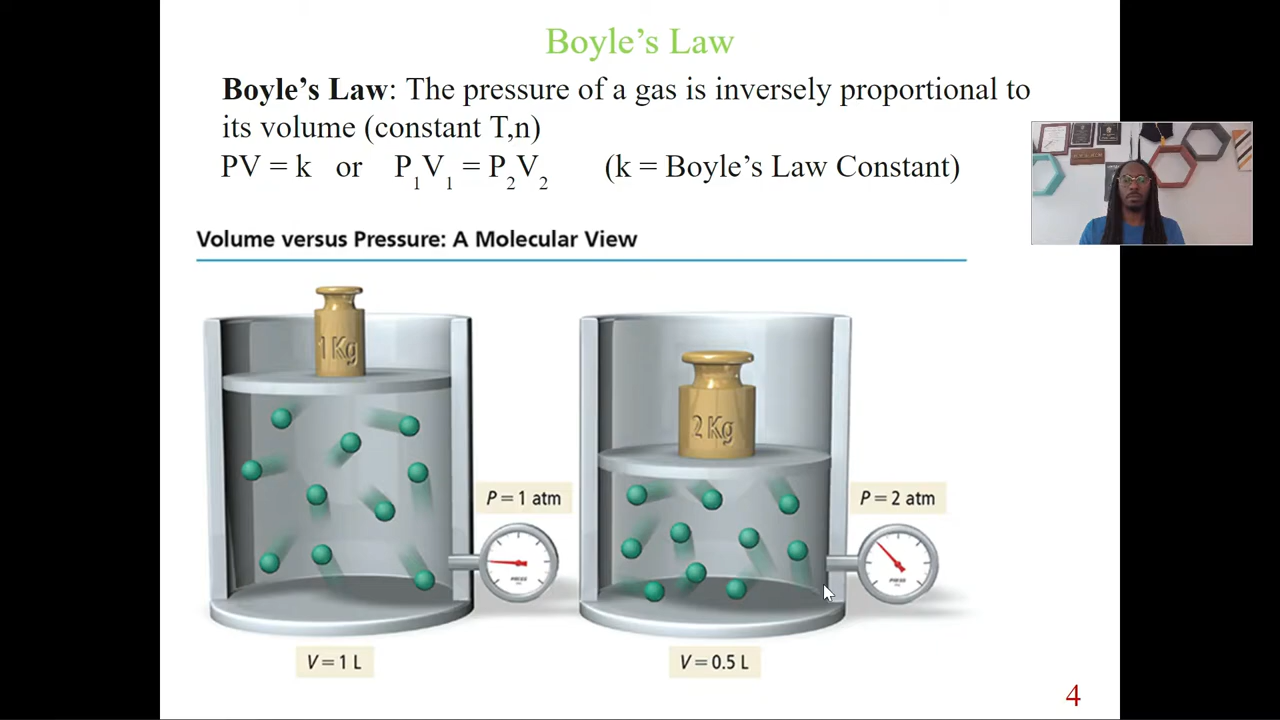 Boyle’s Law
Boyle’s Law: The pressure of a gas is inversely proportional to
its volume (constant T,n)
PV = k or P₁V₁ = P₂V₂ (k = Boyle’s Law Constant)
Volume versus Pressure: A Molecular View
1 Kg
2 Kg
P = 1 atm
P = 2 atm
PRESS
PRESS
V = 1 L
V = 0.5 L
4